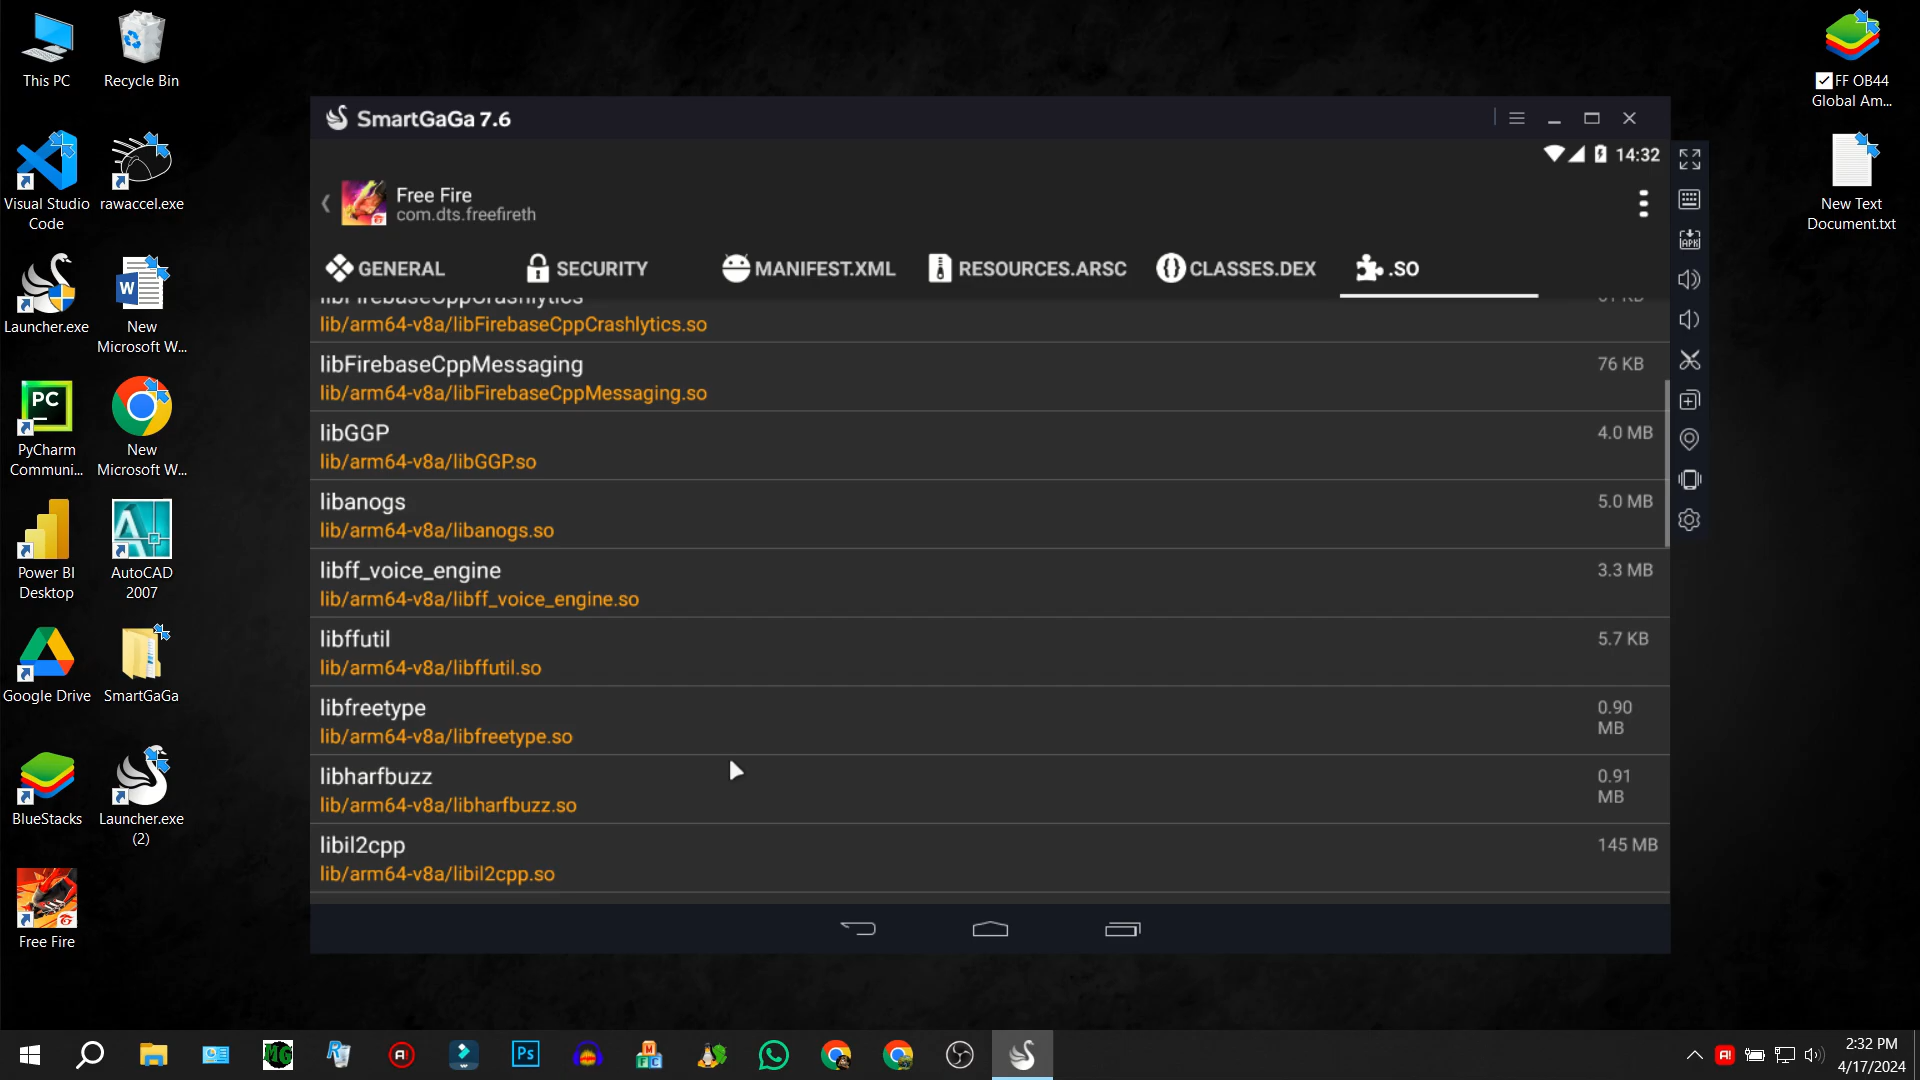 This PC
Recycle Bin
Visual Studio
Code
rawaccel.exe
Launcher.exe
New
Microsoft W...
PyCharm
Communi...
New
Microsoft W...
Power BI
Desktop
AutoCAD
2007
Google Drive
SmartGaGa
BlueStacks
Launcher.exe
(2)
Free Fire
FF OB44
Global Am...
New Text
Document.txt
SmartGaGa 7.6
14:32
Free Fire
com.dts.freefireth
GENERAL
SECURITY
MANIFEST.XML
RESOURCES.ARSC
CLASSES.DEX
.SO
libFirebaseCppCrashlytics
lib/arm64-v8a/libFirebaseCppCrashlytics.so
libFirebaseCppMessaging
76 KB
lib/arm64-v8a/libFirebaseCppMessaging.so
libGGP
4.0 MB
lib/arm64-v8a/libGGP.so
libanogs
5.0 MB
lib/arm64-v8a/libanogs.so
libff_voice_engine
3.3 MB
lib/arm64-v8a/libff_voice_engine.so
libffutil
5.7 KB
lib/arm64-v8a/libffutil.so
libfreetype
0.90
MB
lib/arm64-v8a/libfreetype.so
libharfbuzz
0.91
MB
lib/arm64-v8a/libharfbuzz.so
libil2cpp
145 MB
lib/arm64-v8a/libil2cpp.so
APK
PC
W
MG
A!
Ps
M
F C
A!
2:32 PM
4/17/2024